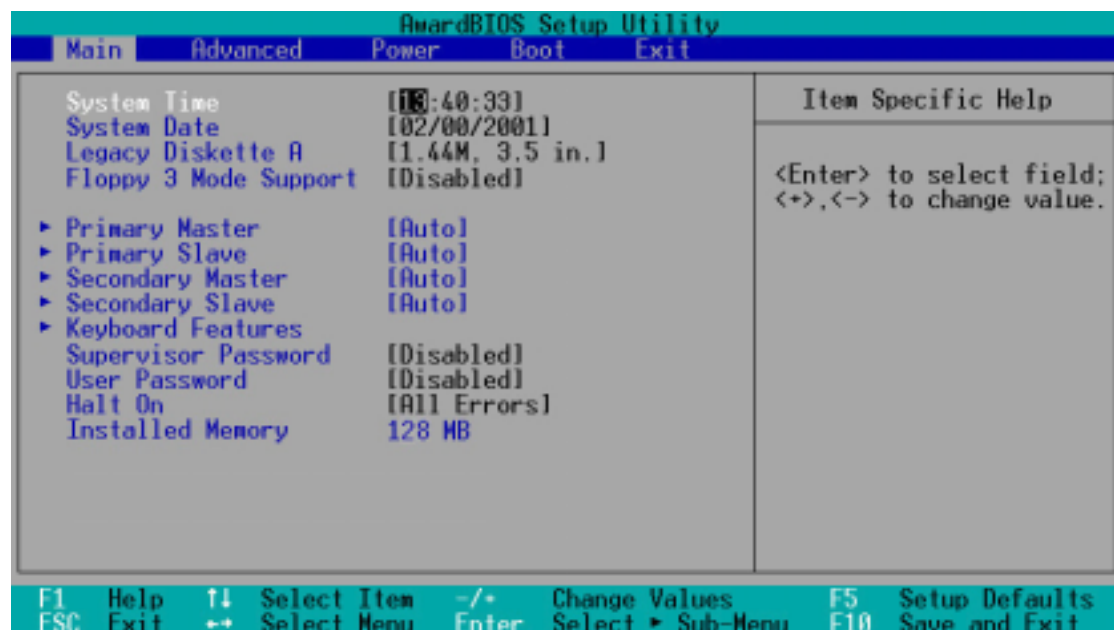 AwardBIOS Setup Utility
Main Advanced Power Boot Exit
System Time [13:40:33]
System Date [02/00/2001]
Legacy Diskette A [1.44M, 3.5 in.]
Floppy 3 Mode Support [Disabled]
▸ Primary Master [Auto]
▸ Primary Slave [Auto]
▸ Secondary Master [Auto]
▸ Secondary Slave [Auto]
▸ Keyboard Features
Supervisor Password [Disabled]
User Password [Disabled]
Halt On [All Errors]
Installed Memory 128 MB
Item Specific Help
<Enter> to select field;
<+>,<-> to change value.
F1 Help ↑↓ Select Item -/+ Change Values F5 Setup Defaults
ESC Exit ←→ Select Menu Enter Select ▸ Sub-Menu F10 Save and Exit